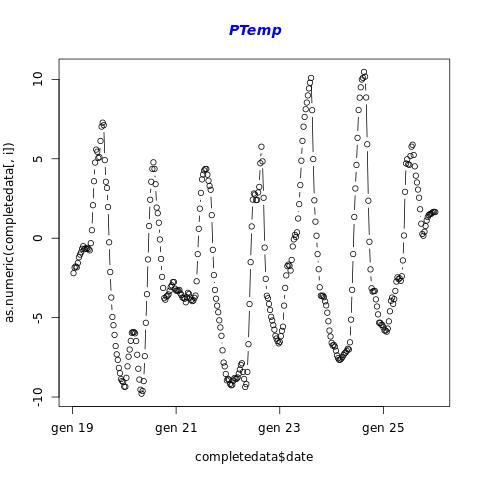 PTemp
as.numeric(completedata[, i])
10
5
0
-5
-10
gen 19
gen 21
gen 23
gen 25
completedata$date